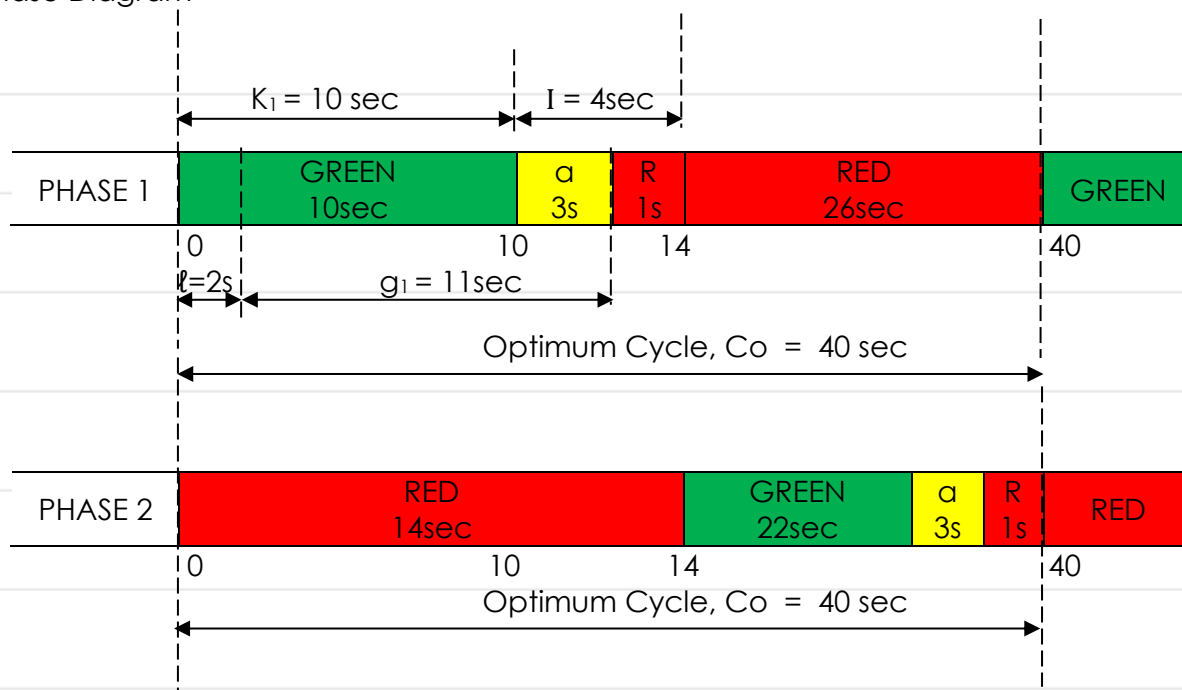 K₁ = 10 sec I = 4sec
PHASE 1 GREEN 10sec a 3s R 1s RED 26sec GREEN
0 10 14 40
ℓ=2s g₁ = 11sec
Optimum Cycle, Co = 40 sec
PHASE 2 RED 14sec GREEN 22sec a 3s R 1s RED
0 10 14 40
Optimum Cycle, Co = 40 sec